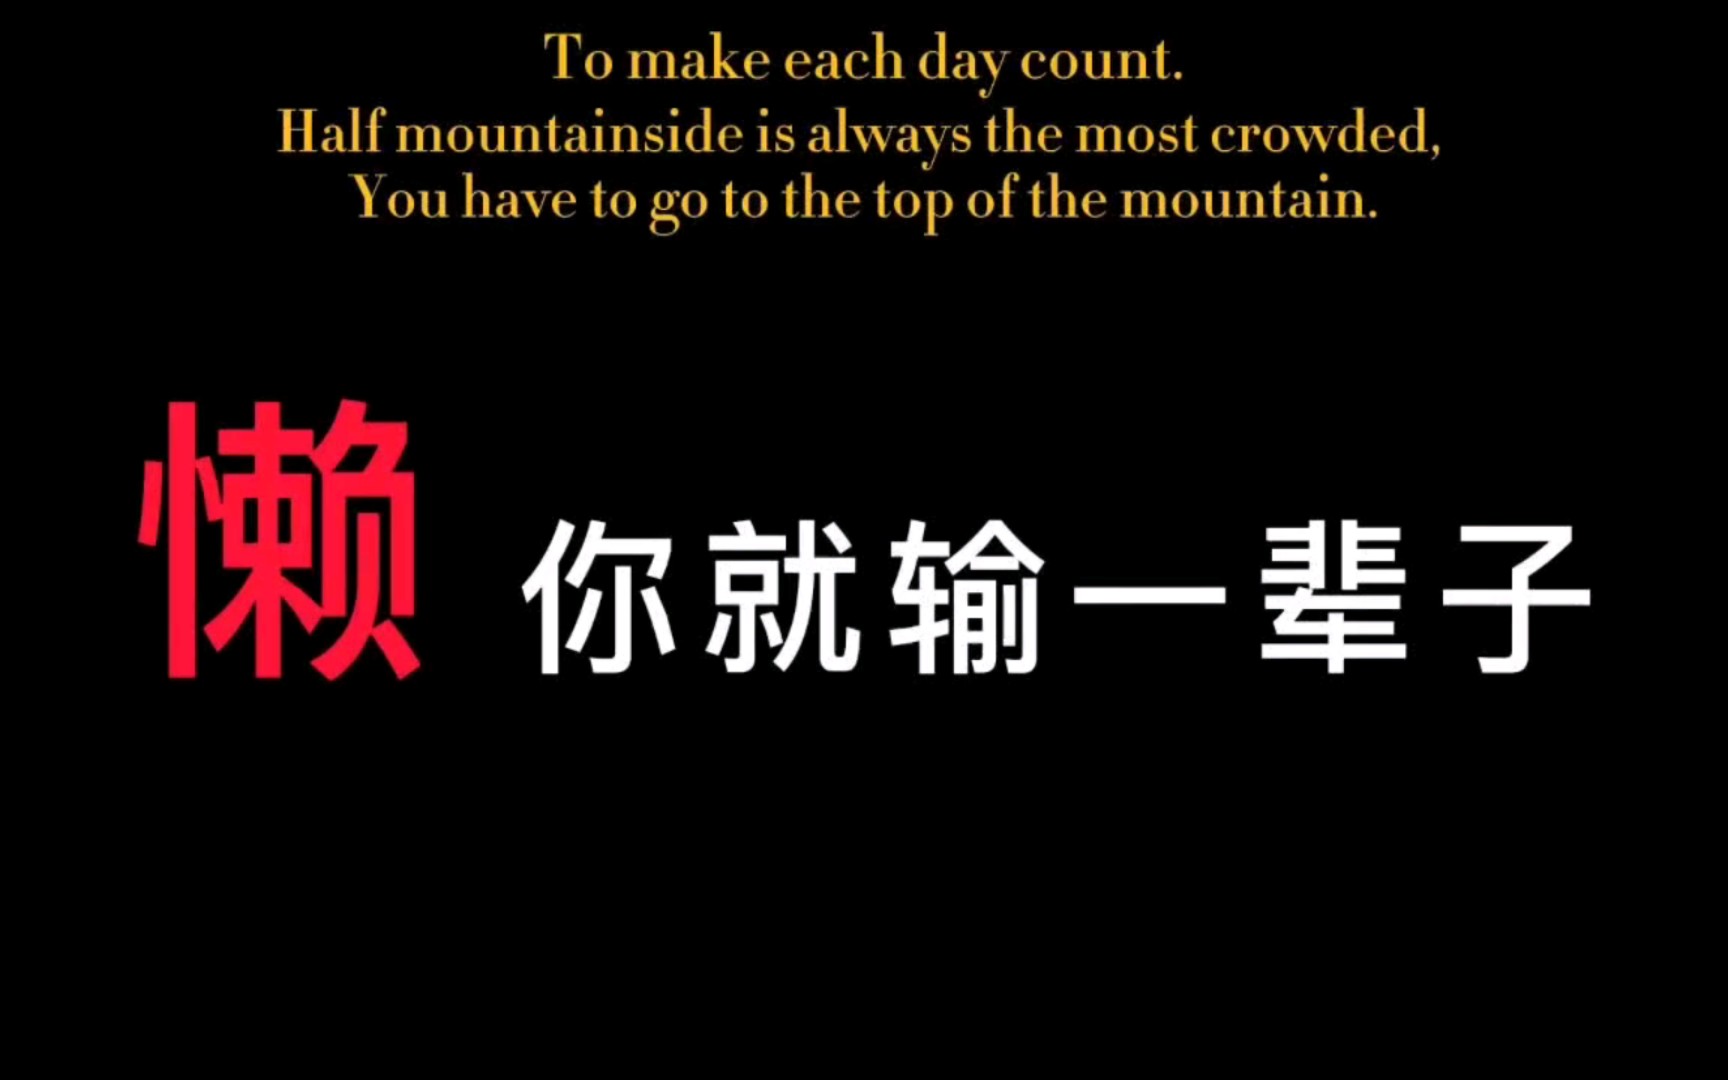 To make each day count.
Half mountainside is always the most crowded,
You have to go to the top of the mountain.
懒 你就输一辈子